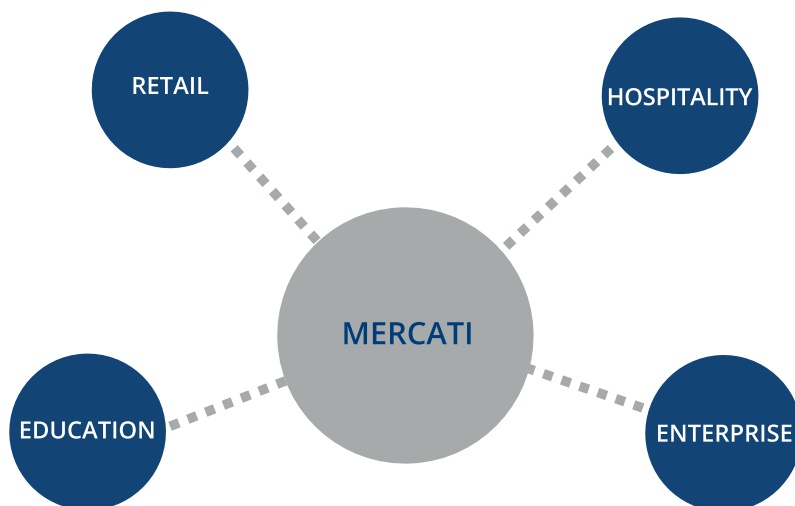 RETAIL
HOSPITALITY
MERCATI
EDUCATION
ENTERPRISE